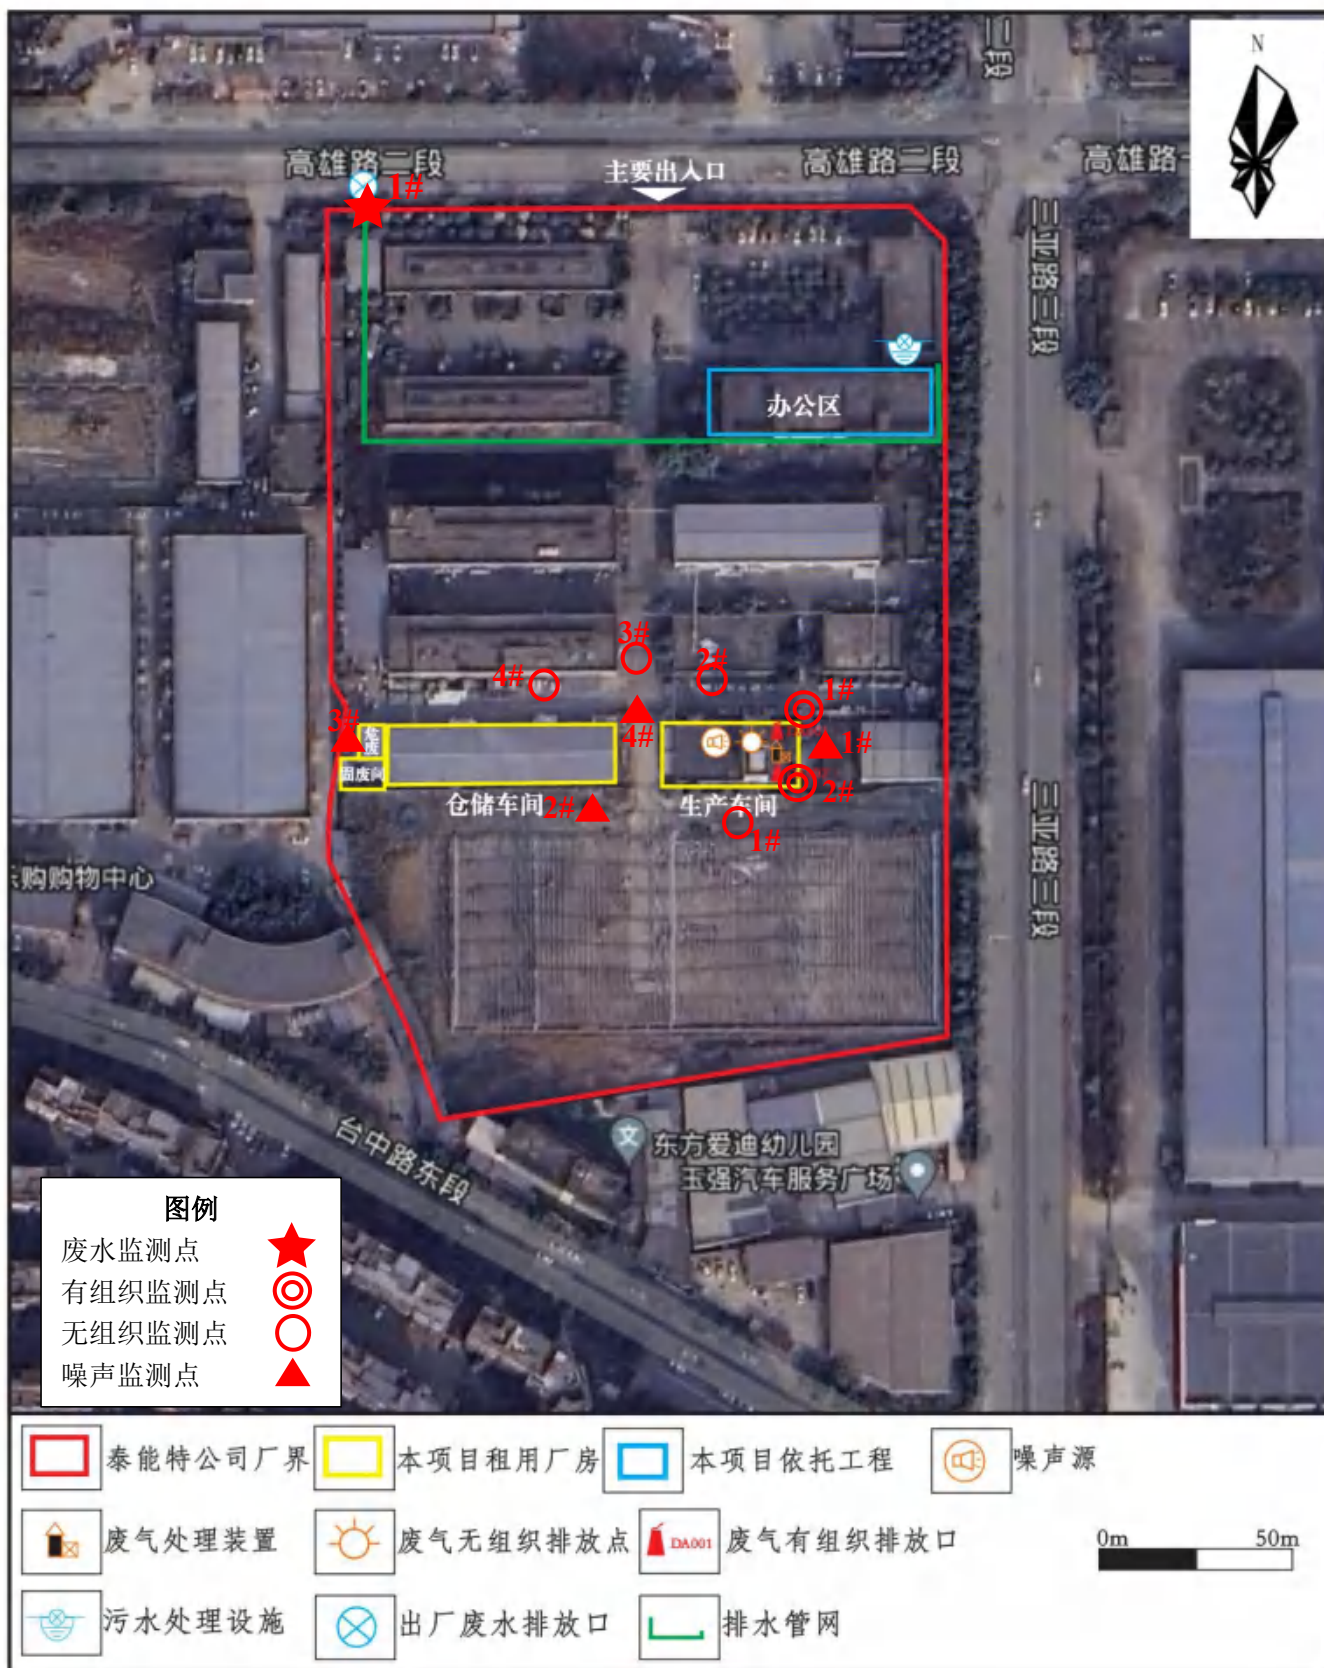 二段
N
高雄路二段
主要出入口
高雄路二段
高雄路一
1#
三亚路三段
办公区
3#
2#
4#
1#
3#
危废
4#
1#
固废间
2#
仓储车间
2#
生产车间
1#
三亚路三段
乐购购物中心
台中路东段
东方爱迪幼儿园
玉强汽车服务广场
图例
废水监测点
有组织监测点
无组织监测点
噪声监测点
泰能特公司厂界
本项目租用厂房
本项目依托工程
噪声源
废气处理装置
废气无组织排放点
DA001
废气有组织排放口
0m
50m
污水处理设施
出厂废水排放口
排水管网